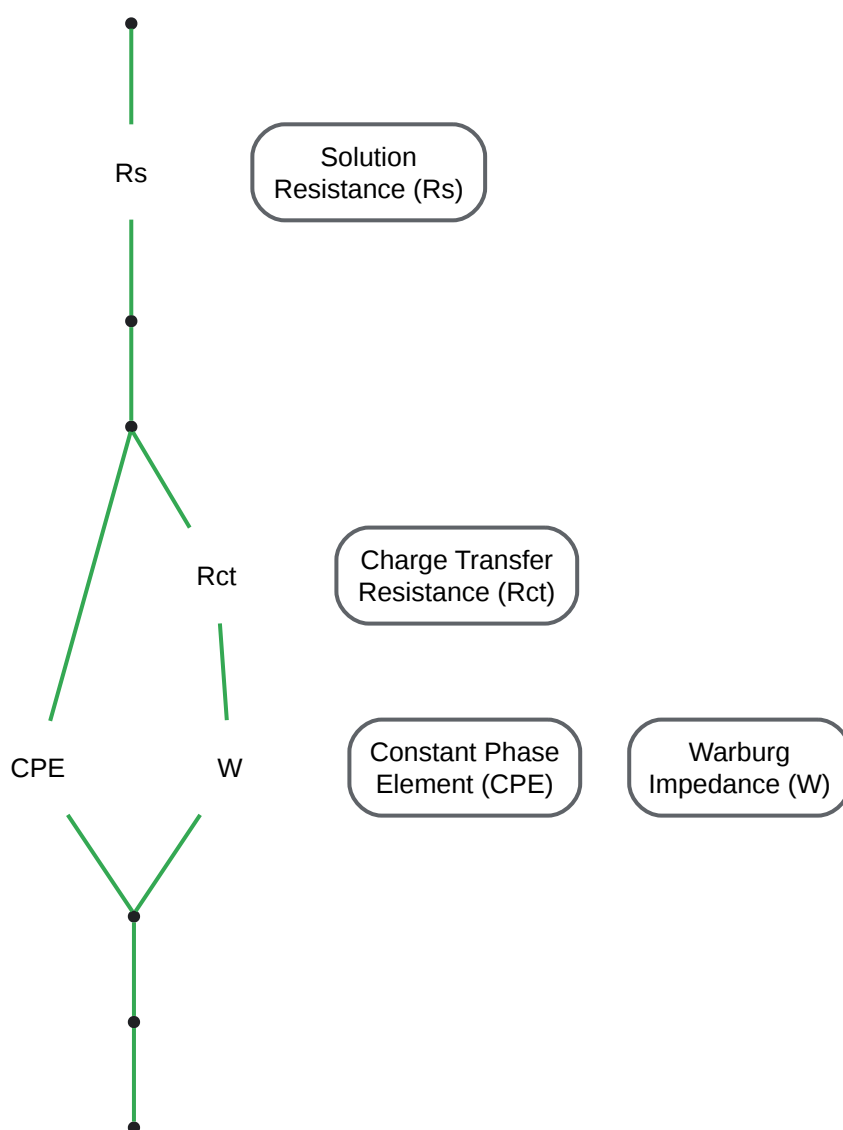 Rs
Solution
Resistance (Rs)
Rct
Charge Transfer
Resistance (Rct)
CPE
W
Constant Phase
Element (CPE)
Warburg
Impedance (W)